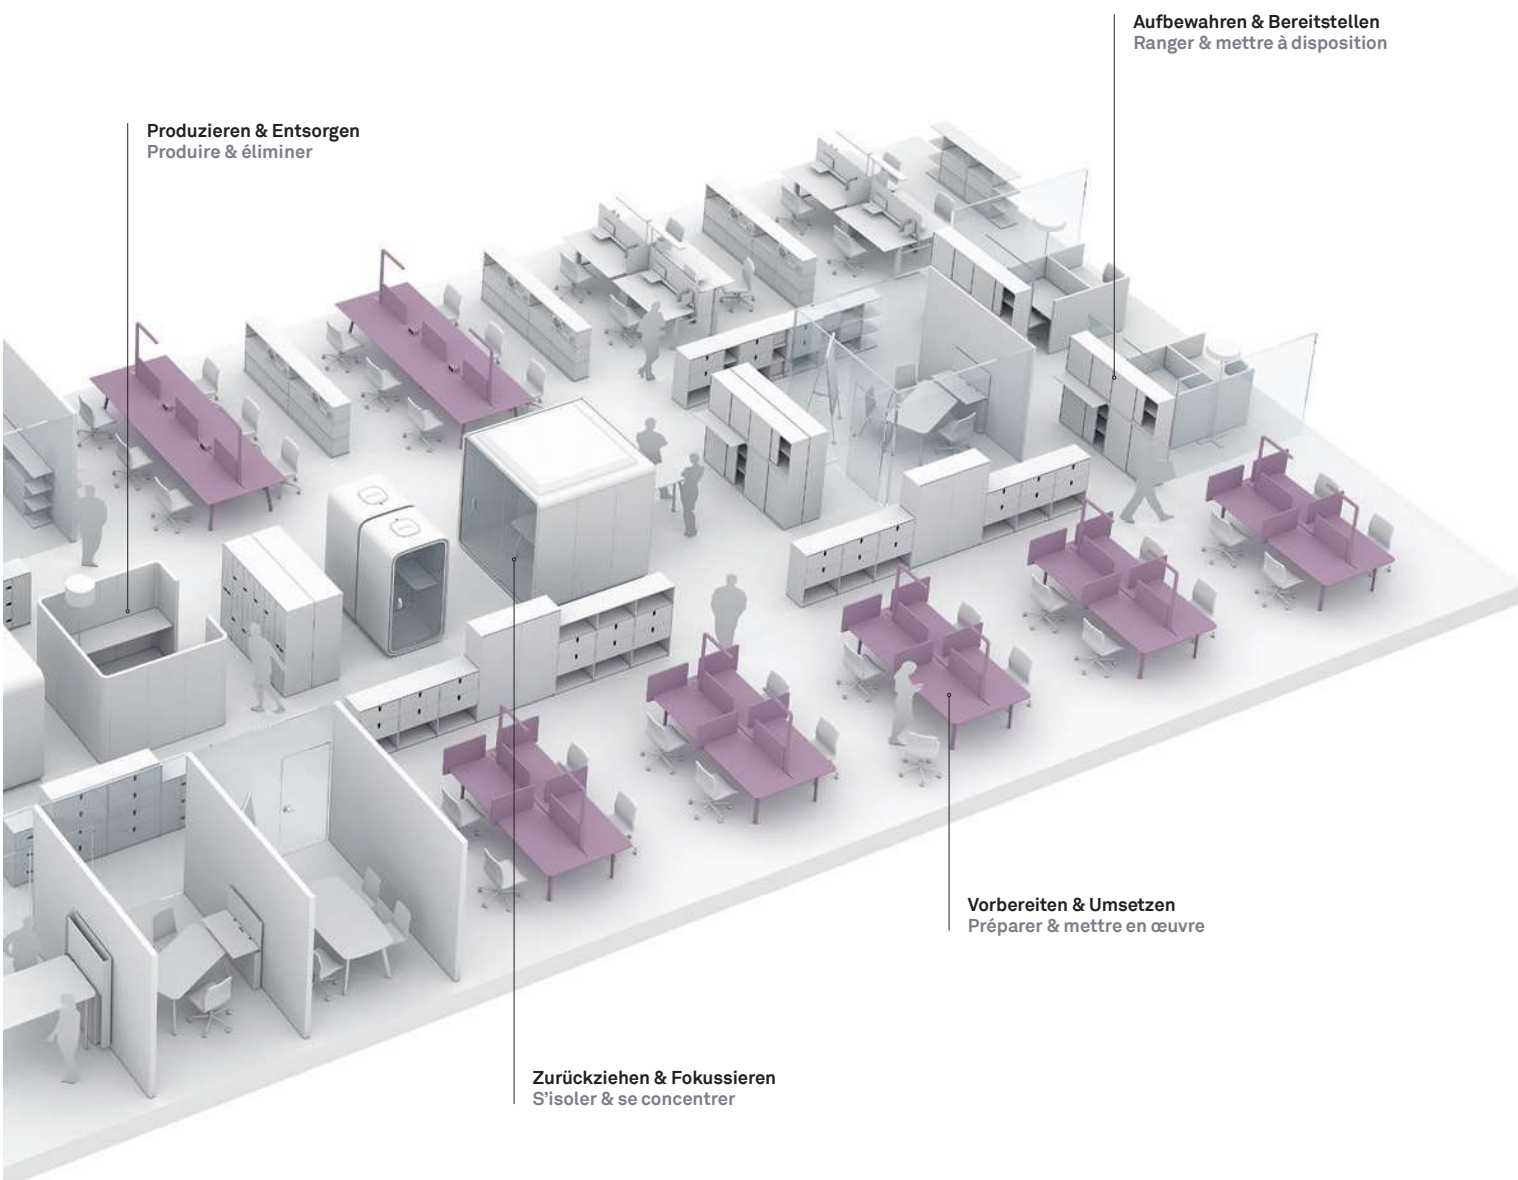 Aufbewahren & Bereitstellen
Ranger & mettre à disposition
Produzieren & Entsorgen
Produire & éliminer
Vorbereiten & Umsetzen
Préparer & mettre en œuvre
Zurückziehen & Fokussieren
S'isoler & se concentrer